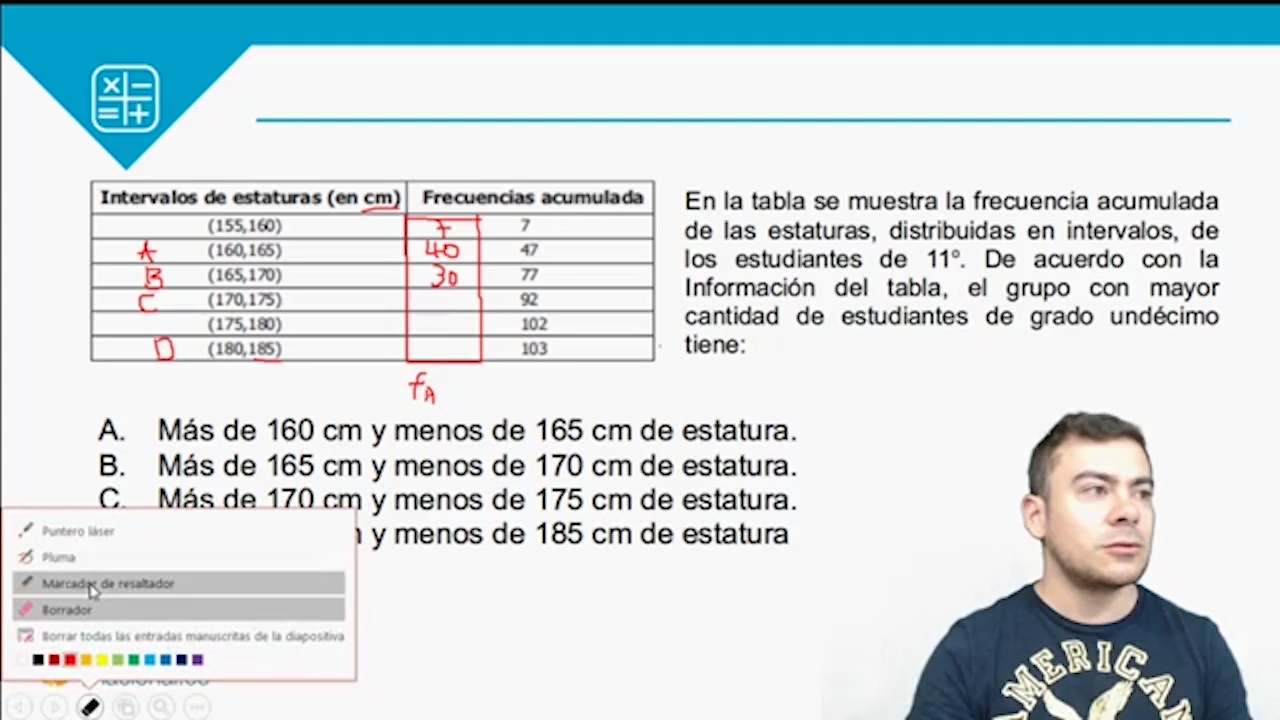 Intervalos de estaturas (en cm) Frecuencias acumulada
(155,160) 7 7
A (160,165) 40 47
B (165,170) 30 77
C (170,175) 92
(175,180) 102
D (180,185) 103
fA
En la tabla se muestra la frecuencia acumulada
de las estaturas, distribuidas en intervalos, de
los estudiantes de 11°. De acuerdo con la
Información del tabla, el grupo con mayor
cantidad de estudiantes de grado undécimo
tiene:
A. Más de 160 cm y menos de 165 cm de estatura.
B. Más de 165 cm y menos de 170 cm de estatura.
C. Más de 170 cm y menos de 175 cm de estatura.
y menos de 185 cm de estatura
Puntero láser
Pluma
Marcador de resaltador
Borrador
Borrar todas las entradas manuscritas de la diapositiva
AMERICAN